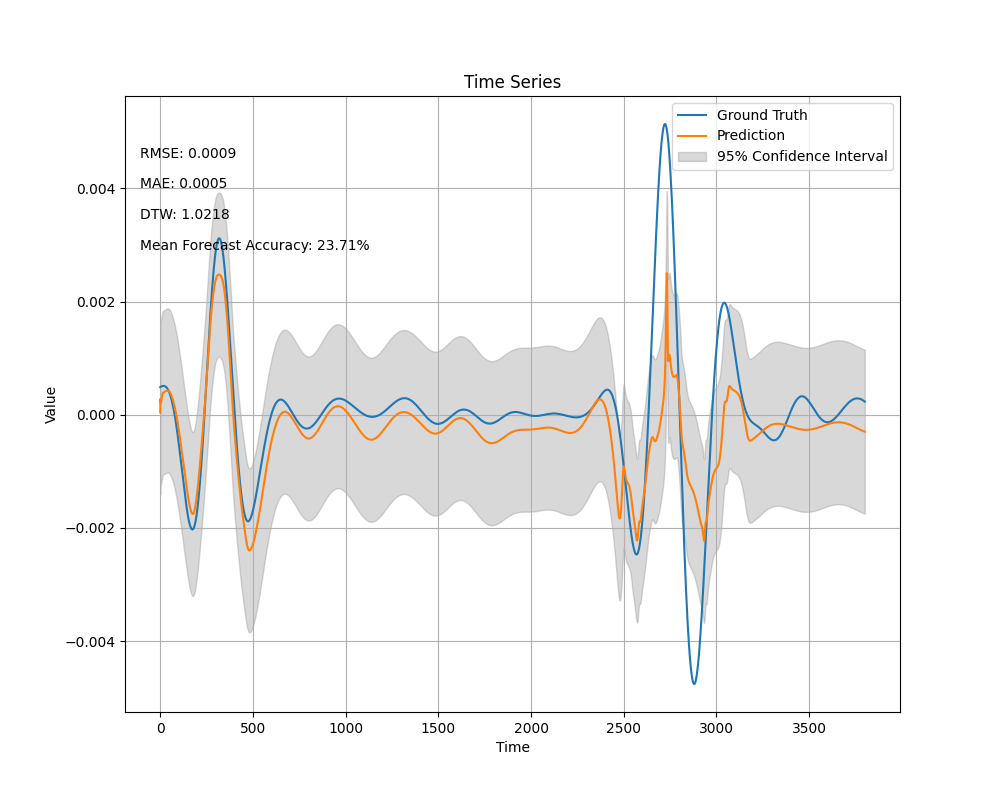 Time Series
Ground Truth
Prediction
95% Confidence Interval
RMSE: 0.0009
MAE: 0.0005
DTW: 1.0218
Mean Forecast Accuracy: 23.71%
Value
0.004
0.002
0.000
−0.002
−0.004
0 500 1000 1500 2000 2500 3000 3500
Time